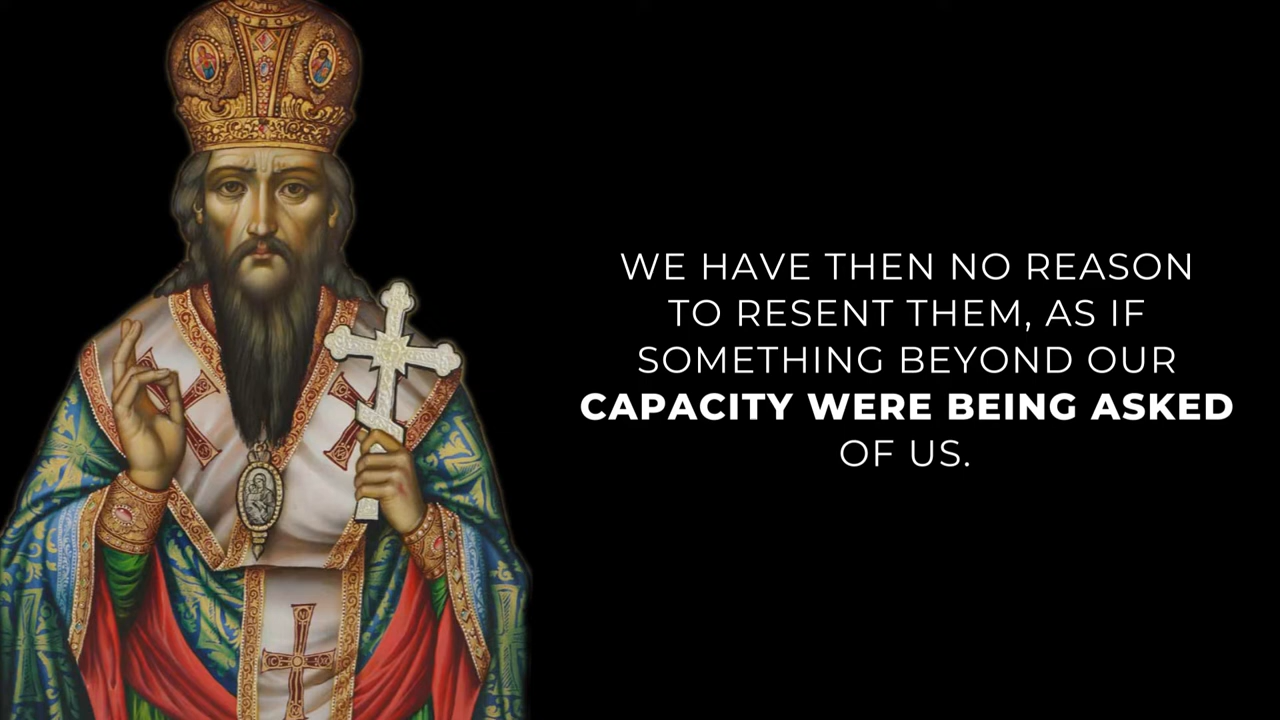 WE HAVE THEN NO REASON
TO RESENT THEM, AS IF
SOMETHING BEYOND OUR
CAPACITY WERE BEING ASKED
OF US.